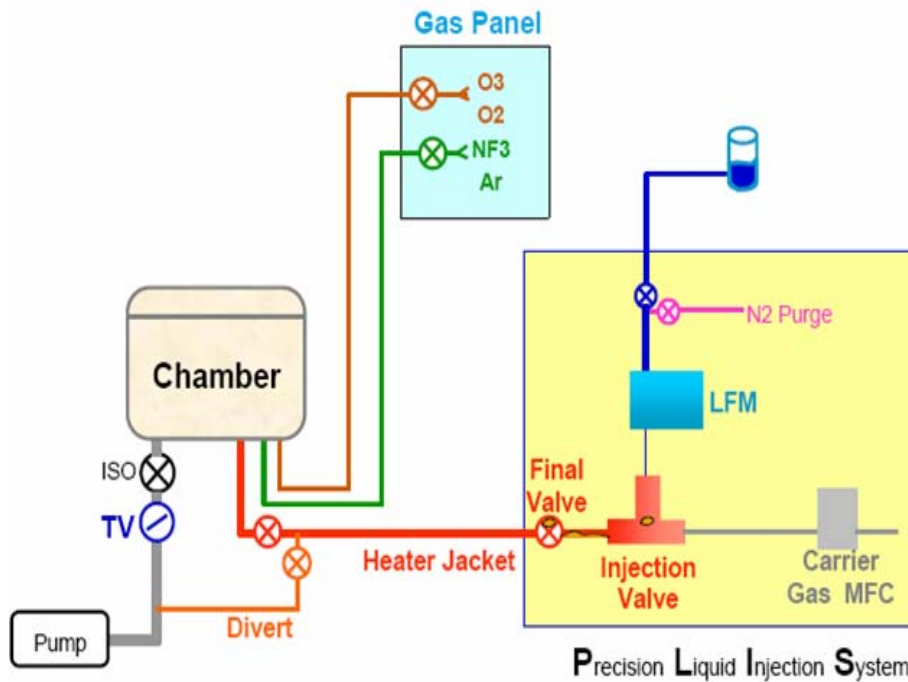 Gas Panel
O3
O2
NF3
Ar
N2 Purge
Chamber
LFM
ISO
Final
Valve
TV
Heater Jacket
Injection
Valve
Carrier
Gas MFC
Divert
Pump
Precision Liquid Injection System